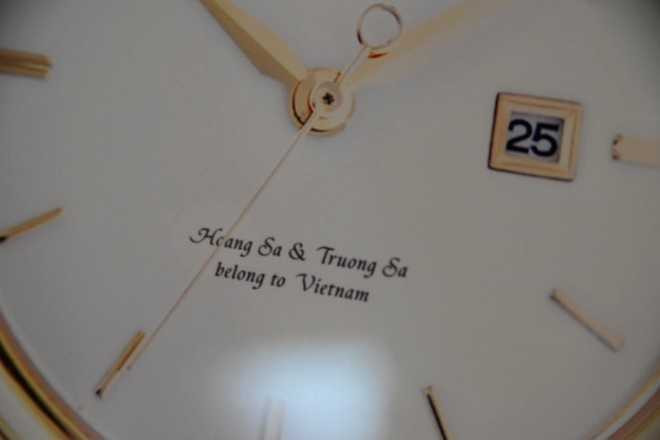 25
Hoang Sa & Truong Sa
belong to Vietnam